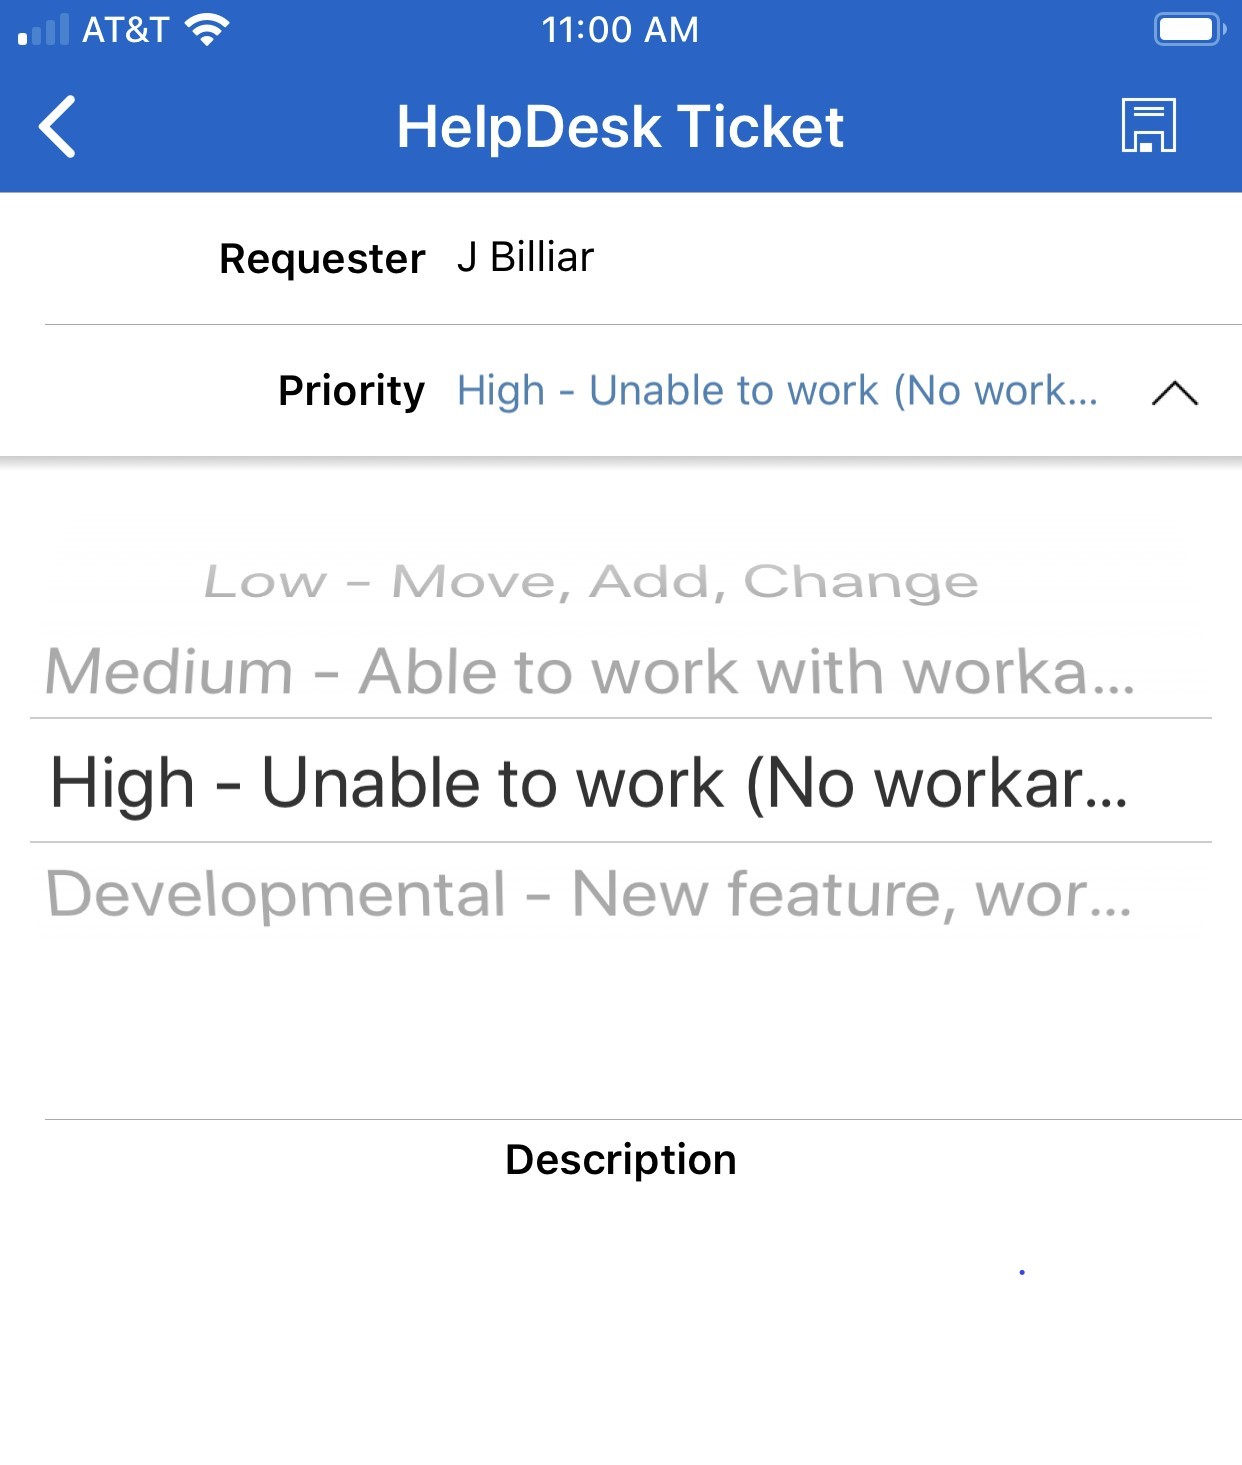 AT&T 11:00 AM
HelpDesk Ticket
Requester J Billiar
Priority High - Unable to work (No work...
Low - Move, Add, Change
Medium - Able to work with worka...
High - Unable to work (No workar...
Developmental - New feature, wor...
Description